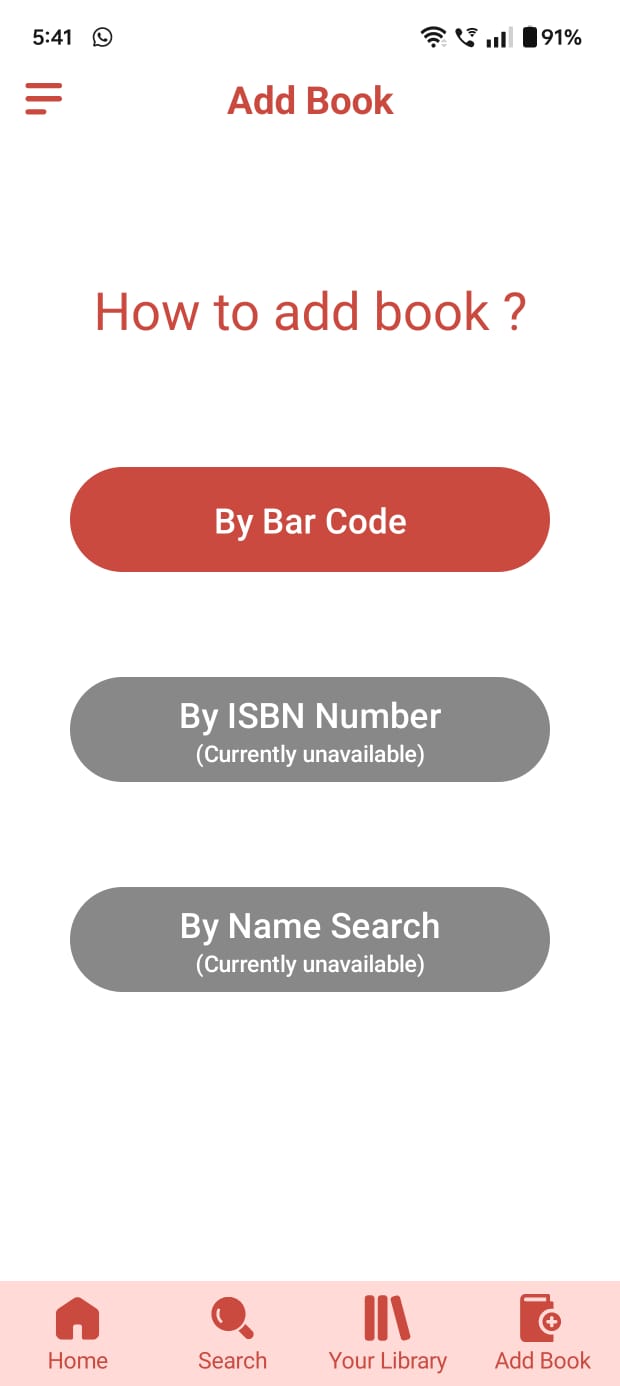 5:41
91%
Add Book
How to add book ?
By Bar Code
By ISBN Number
(Currently unavailable)
By Name Search
(Currently unavailable)
Home
Search
Your Library
Add Book